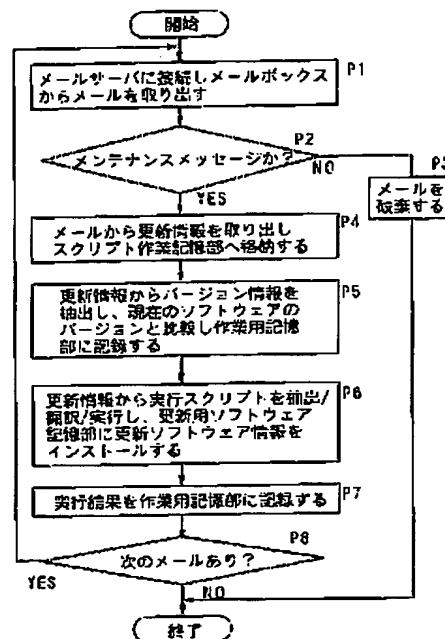 開始
メールサーバに接続しメールボックス
からメールを取り出す
P1
メンテナンスメッセージか?
P2
NO
YES
P3
メールを
破棄する
メールから更新情報を取り出し
スクリプト作業記憶部へ格納する
P4
更新情報からバージョン情報を
抽出し、現在のソフトウェアの
バージョンと比較し作業用記憶
部に記録する
P5
更新情報から実行スクリプトを抽出/
翻訳/実行し、更新用ソフトウェア
記憶部に更新ソフトウェア情報を
インストールする
P6
実行結果を作業用記憶部に記録する
P7
次のメールあり?
P8
YES
NO
終了